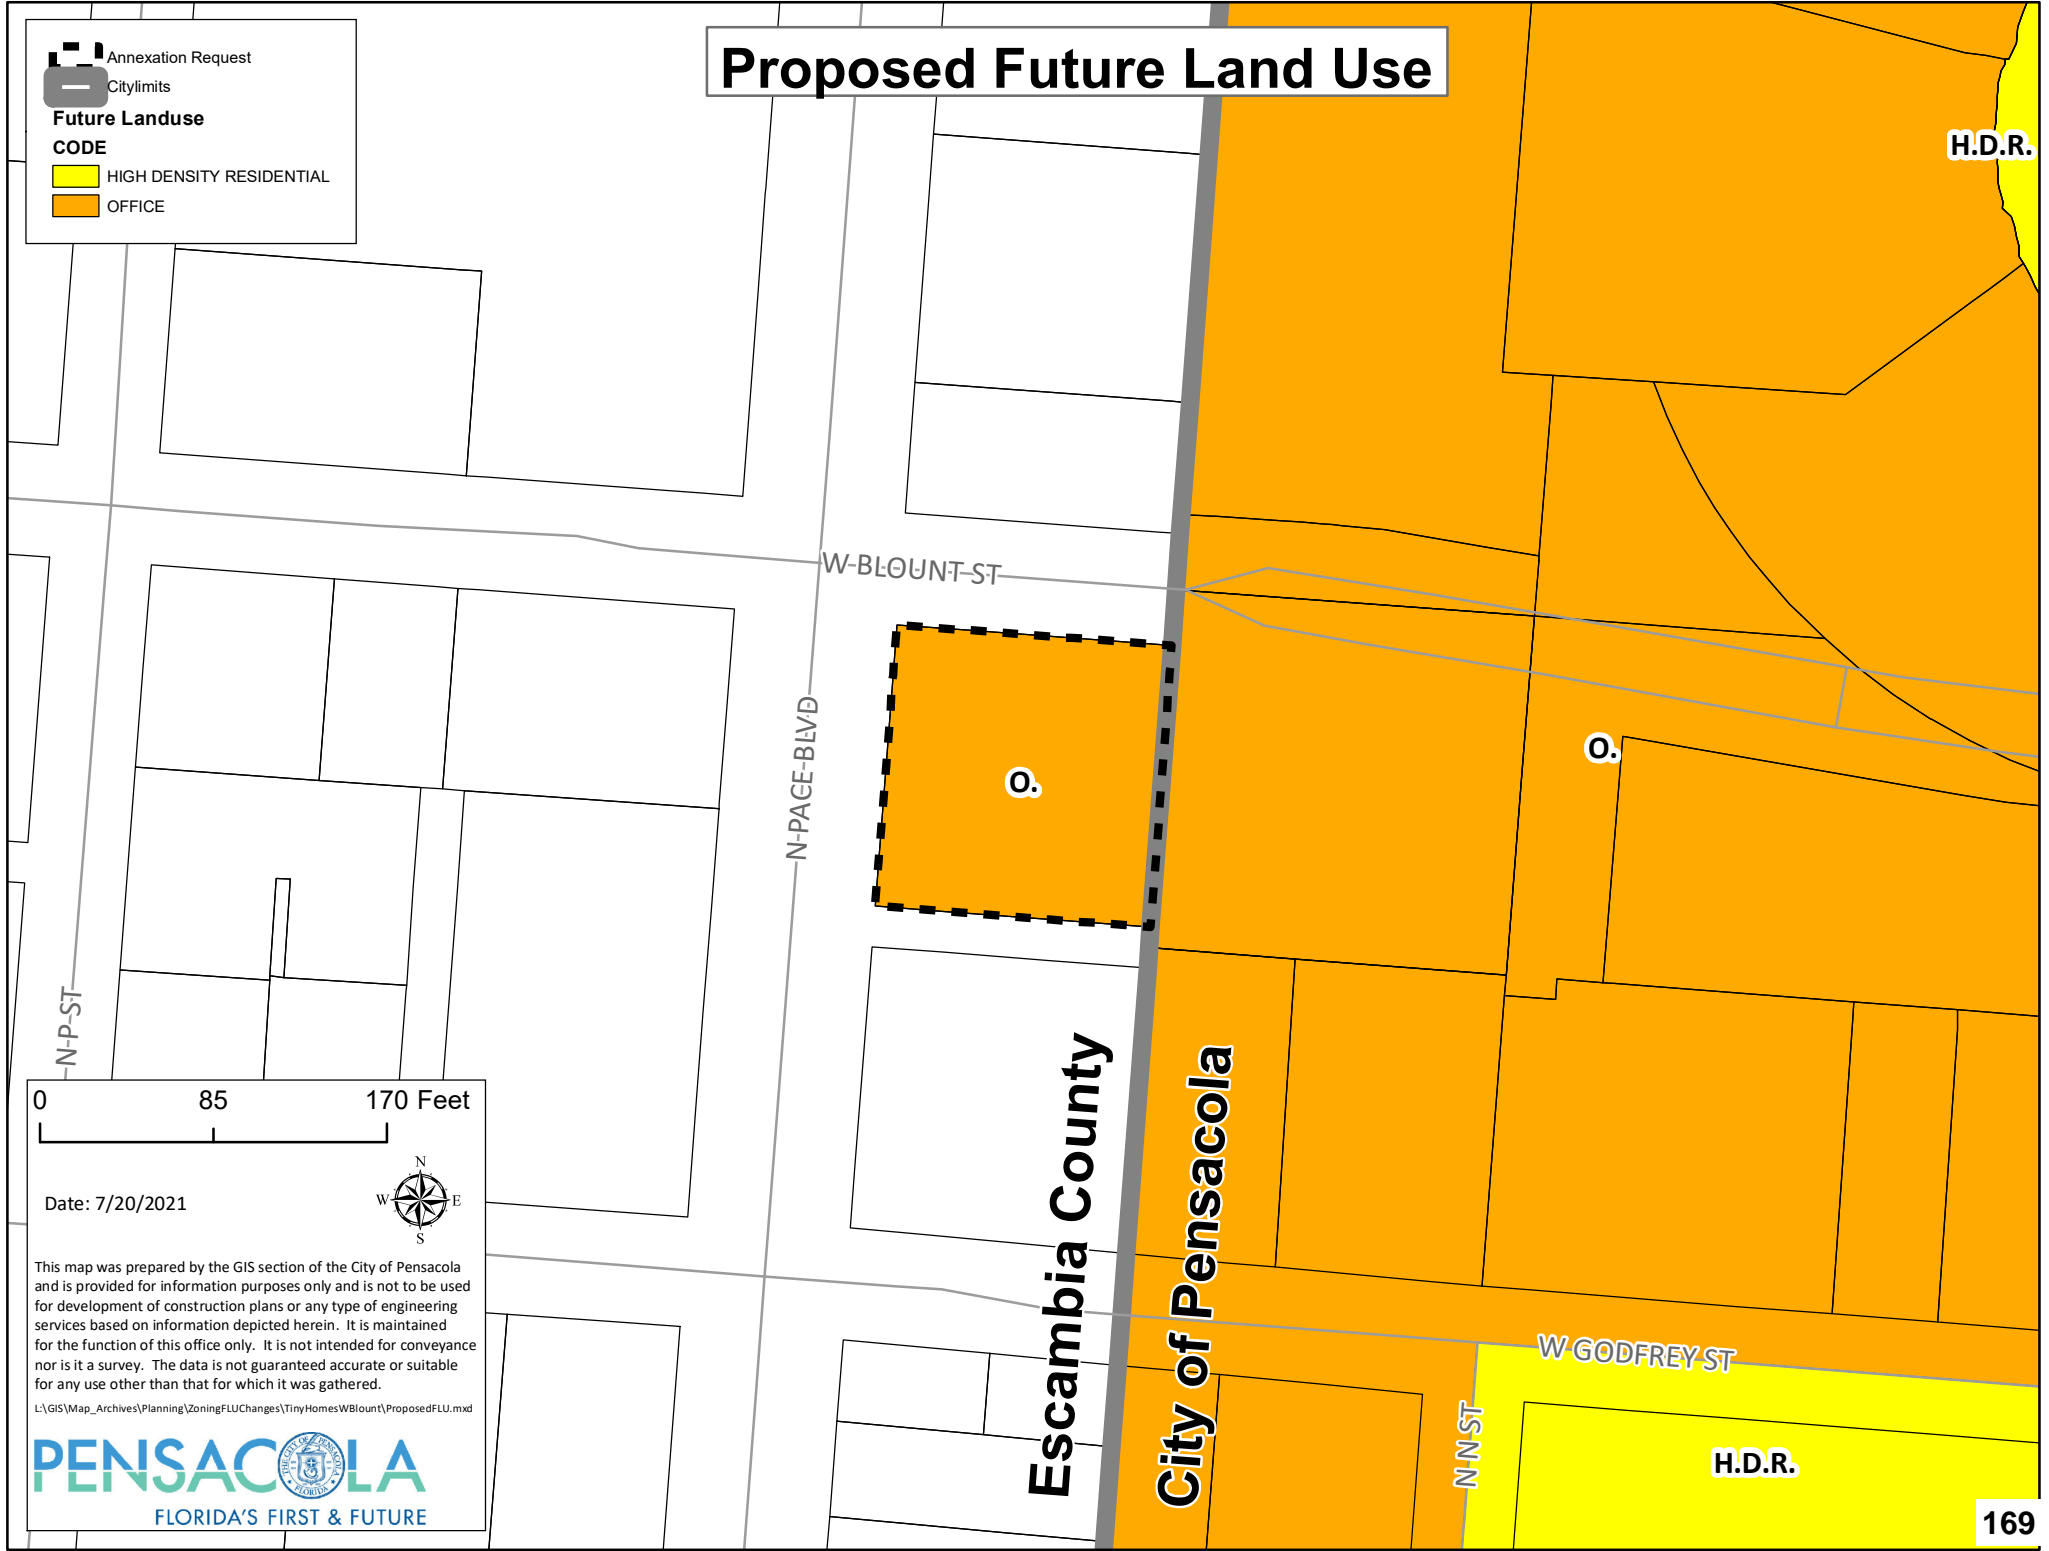 Proposed Future Land Use
Annexation Request
Citylimits
Future Landuse
CODE
HIGH DENSITY RESIDENTIAL
OFFICE
H.D.R.
W BLOUNT ST
N PACE BLVD
O.
O.
N P ST
Escambia County
City of Pensacola
W GODFREY ST
N N ST
H.D.R.
0 85 170 Feet
N
W E
S
Date: 7/20/2021
This map was prepared by the GIS section of the City of Pensacola
and is provided for information purposes only and is not to be used
for development of construction plans or any type of engineering
services based on information depicted herein. It is maintained
for the function of this office only. It is not intended for conveyance
nor is it a survey. The data is not guaranteed accurate or suitable
for any use other than that for which it was gathered.
L:\GIS\Map_Archives\Planning\ZoningFLUChanges\TinyHomesWBlount\ProposedFLU.mxd
PENSACOLA
THE CITY OF PENSACOLA
FLORIDA
FLORIDA'S FIRST & FUTURE
169